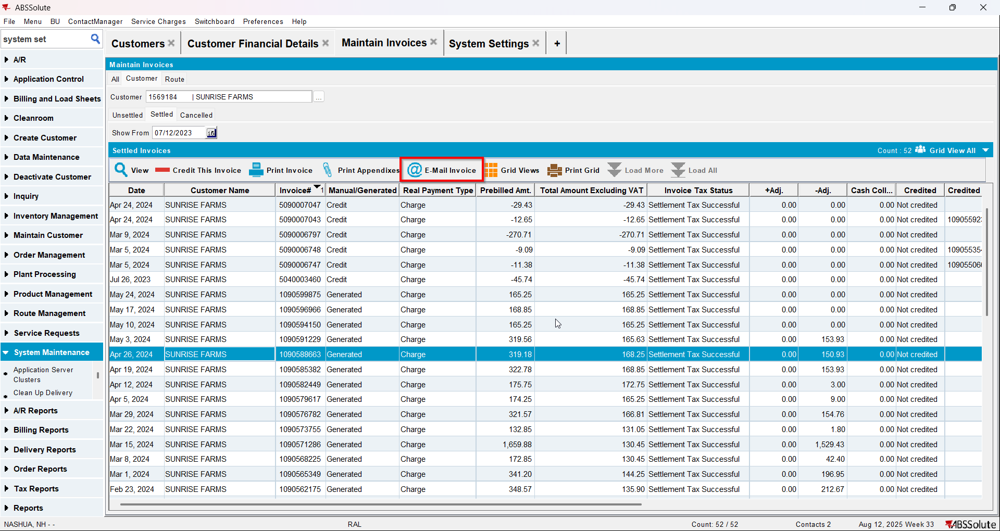 ABSSolute
File Menu BU ContactManager Service Charges Switchboard Preferences Help
system set
Customers Customer Financial Details Maintain Invoices System Settings +
A/R
Application Control
Billing and Load Sheets
Cleanroom
Create Customer
Data Maintenance
Deactivate Customer
Inquiry
Inventory Management
Maintain Customer
Order Management
Plant Processing
Product Management
Route Management
Service Requests
System Maintenance
Application Server
Clusters
Clean Up Delivery
A/R Reports
Billing Reports
Delivery Reports
Order Reports
Tax Reports
Reports
Maintain Invoices
All Customer Route
Customer 1569184 | SUNRISE FARMS ...
Unsettled Settled Cancelled
Show From 07/12/2023
Settled Invoices Count : 52 Grid View All
View Credit This Invoice Print Invoice Print Appendixes @ E-Mail Invoice Grid Views Print Grid Load More Load All
Date Customer Name Invoice# 1 Manual/Generated Real Payment Type Prebilled Amt. Total Amount Excluding VAT Invoice Tax Status +Adj. -Adj. Cash Coll... Credited Credited
Apr 24, 2024 SUNRISE FARMS 5090007047 Credit Charge -29.43 -29.43 Settlement Tax Successful 0.00 0.00 0.00 Not credited
Apr 24, 2024 SUNRISE FARMS 5090007043 Credit Charge -12.65 -12.65 Settlement Tax Successful 0.00 0.00 0.00 Not credited
Mar 9, 2024 SUNRISE FARMS 5090006797 Credit Charge -270.71 -270.71 Settlement Tax Successful 0.00 0.00 0.00 Not credited
Mar 5, 2024 SUNRISE FARMS 5090006748 Credit Charge -9.09 -9.09 Settlement Tax Successful 0.00 0.00 0.00 Not credited
Mar 5, 2024 SUNRISE FARMS 5090006747 Credit Charge -11.38 -11.38 Settlement Tax Successful 0.00 0.00 0.00 Not credited
Jul 26, 2023 SUNRISE FARMS 5040003460 Credit Charge -45.74 -45.74 Settlement Tax Successful 0.00 0.00 0.00 Not credited
May 24, 2024 SUNRISE FARMS 1090599875 Generated Charge 165.25 165.25 Settlement Tax Successful 0.00 0.00 0.00 Not credited
May 17, 2024 SUNRISE FARMS 1090596966 Generated Charge 168.85 168.85 Settlement Tax Successful 0.00 0.00 0.00 Not credited
May 10, 2024 SUNRISE FARMS 1090594150 Generated Charge 165.25 165.25 Settlement Tax Successful 0.00 0.00 0.00 Not credited
May 3, 2024 SUNRISE FARMS 1090591229 Generated Charge 319.56 165.63 Settlement Tax Successful 0.00 153.93 0.00 Not credited
Apr 26, 2024 SUNRISE FARMS 1090588663 Generated Charge 319.18 168.25 Settlement Tax Successful 0.00 150.93 0.00 Not credited
Apr 19, 2024 SUNRISE FARMS 1090585382 Generated Charge 322.78 168.85 Settlement Tax Successful 0.00 153.93 0.00 Not credited
Apr 12, 2024 SUNRISE FARMS 1090582449 Generated Charge 175.75 172.75 Settlement Tax Successful 0.00 3.00 0.00 Not credited
Apr 5, 2024 SUNRISE FARMS 1090579617 Generated Charge 174.25 165.25 Settlement Tax Successful 0.00 9.00 0.00 Not credited
Mar 29, 2024 SUNRISE FARMS 1090576782 Generated Charge 321.57 166.81 Settlement Tax Successful 0.00 154.76 0.00 Not credited
Mar 22, 2024 SUNRISE FARMS 1090573755 Generated Charge 132.85 131.05 Settlement Tax Successful 0.00 1.80 0.00 Not credited
Mar 15, 2024 SUNRISE FARMS 1090571286 Generated Charge 1,659.88 130.45 Settlement Tax Successful 0.00 1,529.43 0.00 Not credited
Mar 8, 2024 SUNRISE FARMS 1090568225 Generated Charge 172.85 130.45 Settlement Tax Successful 0.00 42.40 0.00 Not credited
Mar 1, 2024 SUNRISE FARMS 1090565349 Generated Charge 341.20 144.25 Settlement Tax Successful 0.00 196.95 0.00 Not credited
Feb 23, 2024 SUNRISE FARMS 1090562175 Generated Charge 348.57 135.90 Settlement Tax Successful 0.00 212.67 0.00 Not credited
NASHUA, NH - - RAL Count: 52 / 52 Contacts 2 Aug 12, 2025 Week 33 ABSSolute